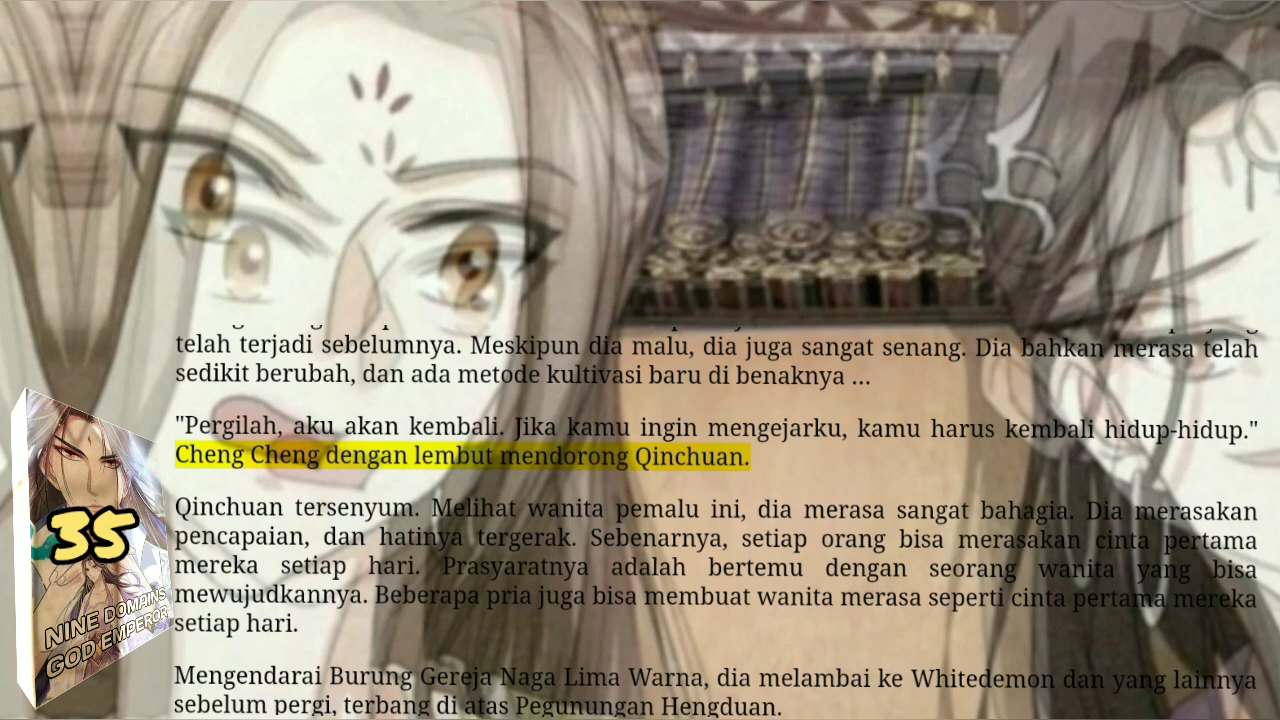 telah terjadi sebelumnya. Meskipun dia malu, dia juga sangat senang. Dia bahkan merasa telah
sedikit berubah, dan ada metode kultivasi baru di benaknya ...
"Pergilah, aku akan kembali. Jika kamu ingin mengejarku, kamu harus kembali hidup-hidup."
Cheng Cheng dengan lembut mendorong Qinchuan.
Qinchuan tersenyum. Melihat wanita pemalu ini, dia merasa sangat bahagia. Dia merasakan
pencapaian, dan hatinya tergerak. Sebenarnya, setiap orang bisa merasakan cinta pertama
mereka setiap hari. Prasyaratnya adalah bertemu dengan seorang wanita yang bisa
mewujudkannya. Beberapa pria juga bisa membuat wanita merasa seperti cinta pertama mereka
setiap hari.
Mengendarai Burung Gereja Naga Lima Warna, dia melambai ke Whitedemon dan yang lainnya
sebelum pergi, terbang di atas Pegunungan Hengduan.
35
NINE DOMAINS
GOD EMPEROR